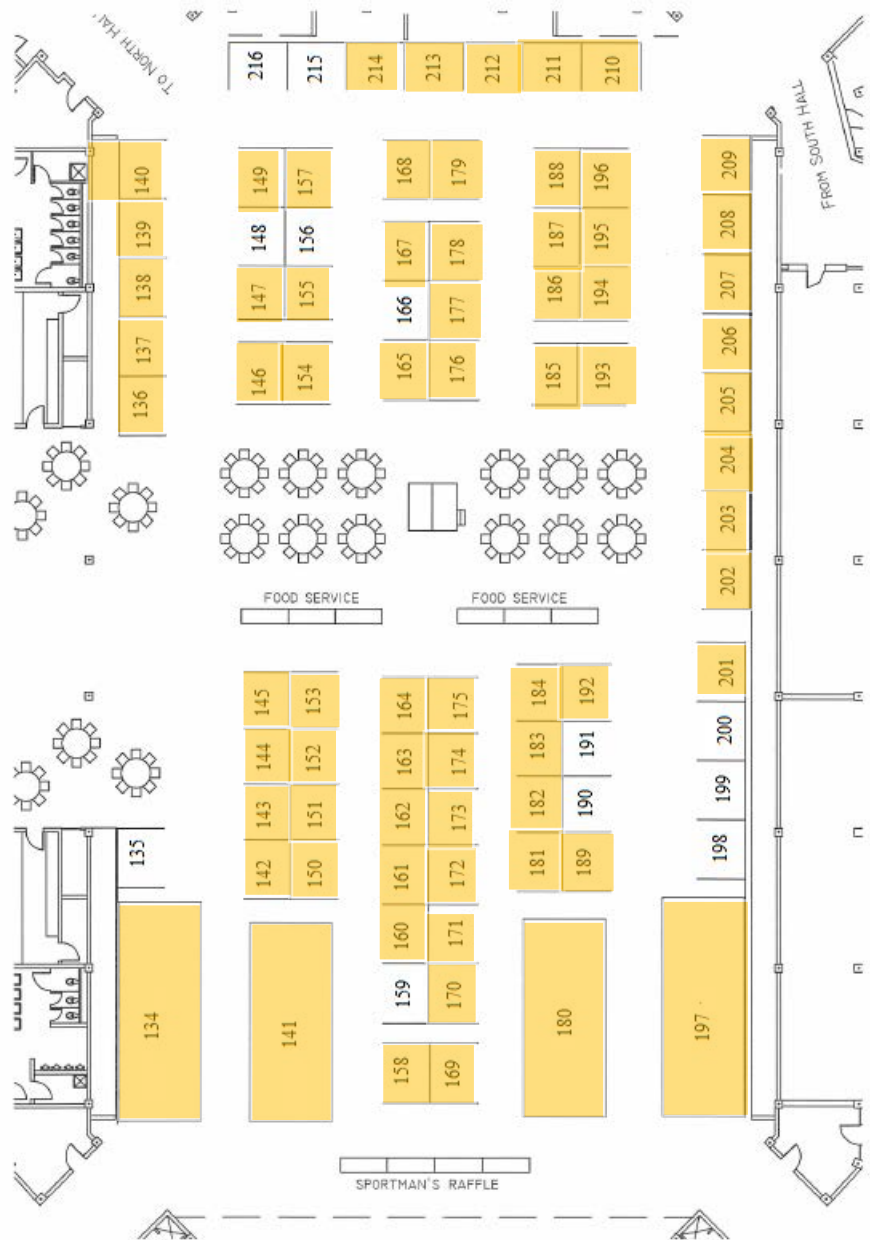 TO NORTH HAL
216 215 214 213 212 211 210
FROM SOUTH HALL
140 149 157 168 179 188 196 209
139 148 156 167 178 187 195 208
138 147 155 166 177 186 194 207
137 146 154 165 176 185 193 206
136 205
204
203
202
FOOD SERVICE FOOD SERVICE
145 153 164 175 184 192 201
144 152 163 174 183 191 200
143 151 162 173 182 190 199
135 142 150 161 172 181 189 198
160 171
159 170
134 141 180 197
158 169
SPORTMAN'S RAFFLE